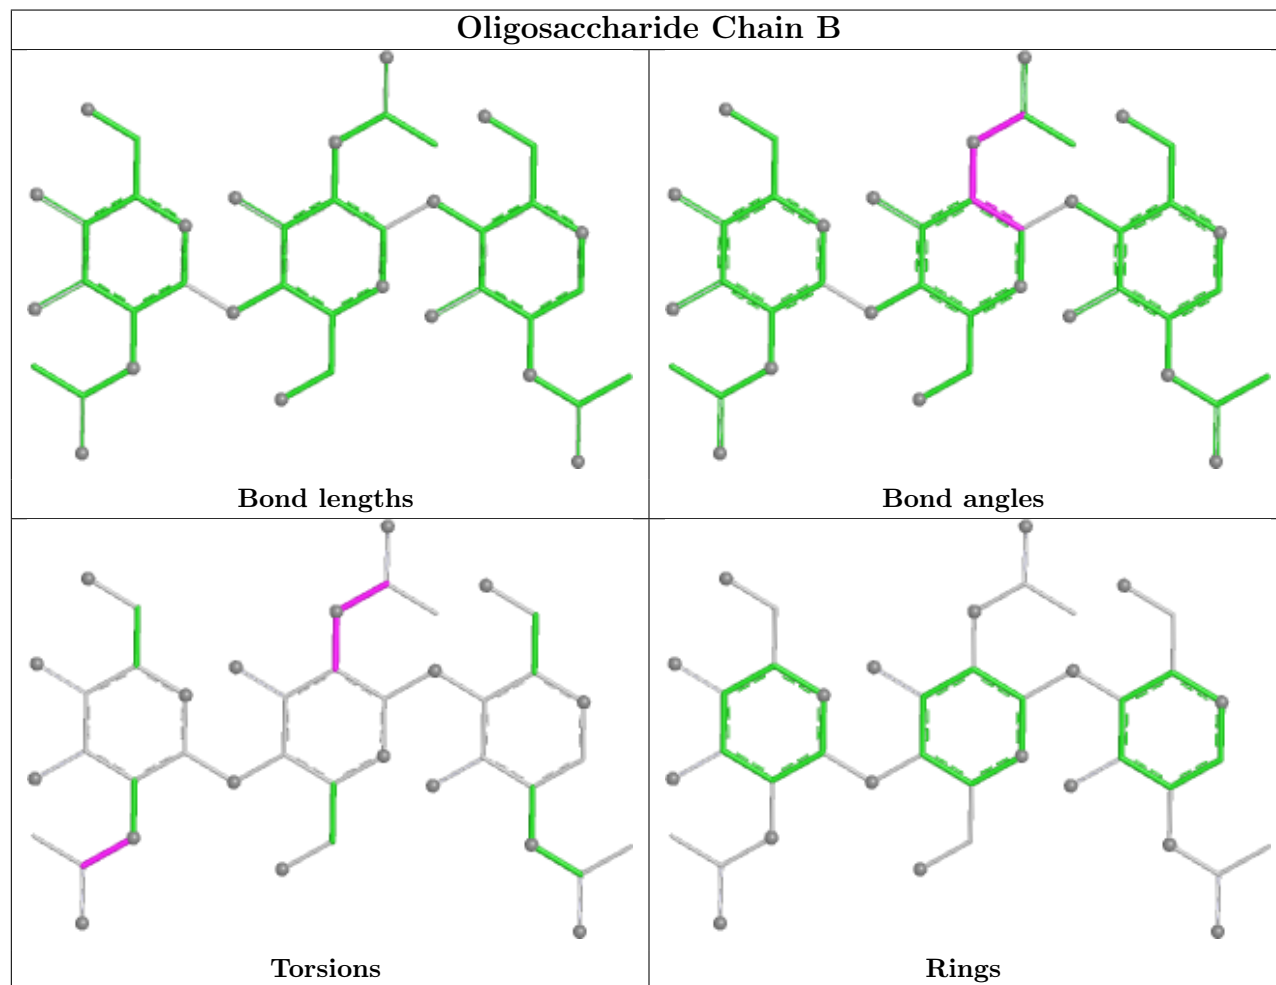 Oligosaccharide Chain B
Bond lengths
Bond angles
Torsions
Rings